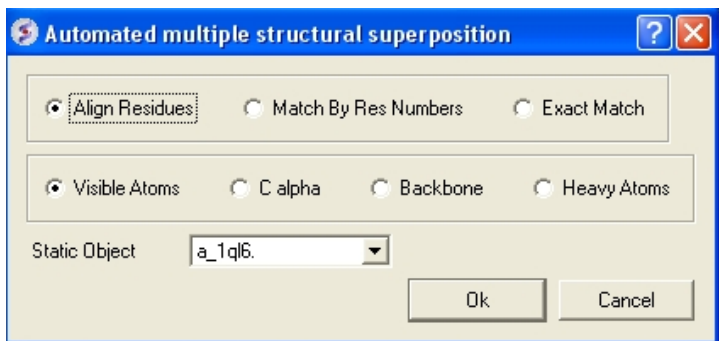 Automated multiple structural superposition
Align Residues Match By Res Numbers Exact Match
Visible Atoms C alpha Backbone Heavy Atoms
Static Object a_1ql6.
Ok Cancel